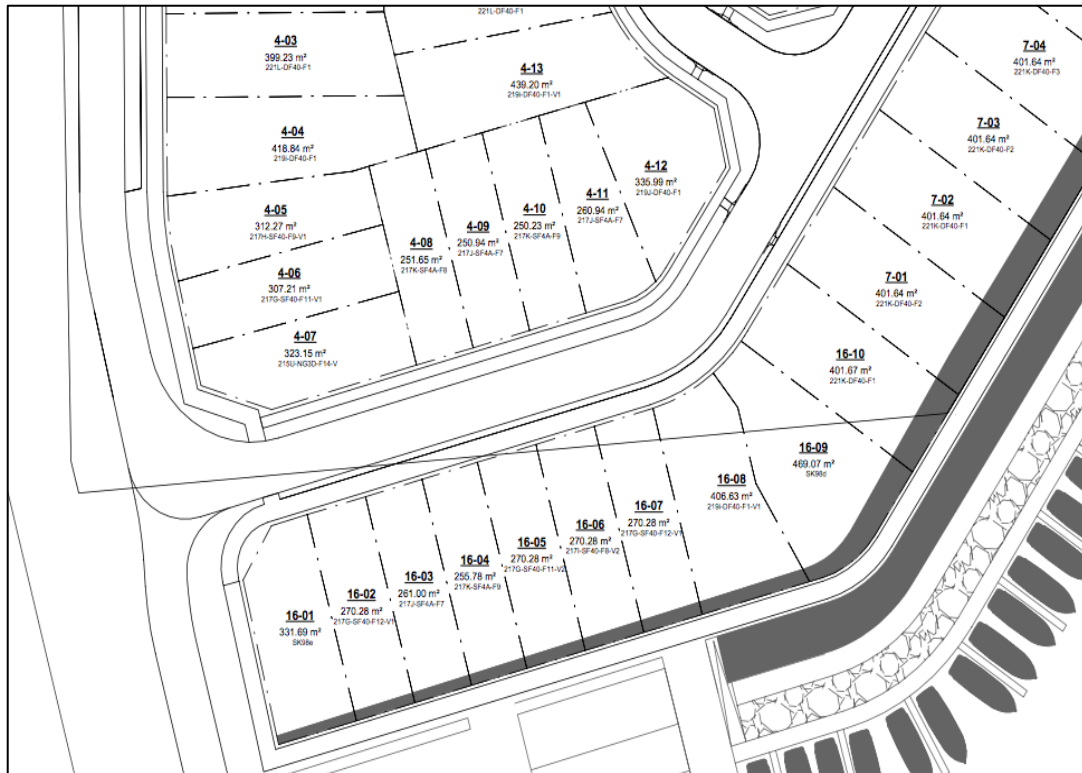 221L-DF40-F1
4-03
399.23 m²
221L-DF40-F1
4-13
439.20 m²
219I-DF40-F1-V1
4-04
418.84 m²
219I-DF40-F1
4-12
335.99 m²
219J-DF40-F1
4-11
260.94 m²
217J-SF4A-F7
4-10
250.23 m²
217K-SF4A-F9
4-09
250.94 m²
217J-SF4A-F7
4-08
251.65 m²
217K-SF4A-F8
4-05
312.27 m²
217H-SF40-F9-V1
4-06
307.21 m²
217G-SF40-F11-V1
4-07
323.15 m²
215U-NG3D-F14-V
7-04
401.64 m²
221K-DF40-F3
7-03
401.64 m²
221K-DF40-F2
7-02
401.64 m²
221K-DF40-F1
7-01
401.64 m²
221K-DF40-F2
16-10
401.67 m²
221K-DF40-F1
16-09
469.07 m²
SK98d
16-08
406.63 m²
219I-DF40-F1-V1
16-07
270.28 m²
217G-SF40-F12-V1
16-06
270.28 m²
217I-SF40-F8-V2
16-05
270.28 m²
217G-SF40-F11-V2
16-04
255.78 m²
217K-SF4A-F9
16-03
261.00 m²
217J-SF4A-F7
16-02
270.28 m²
217G-SF40-F12-V1
16-01
331.69 m²
SK98e